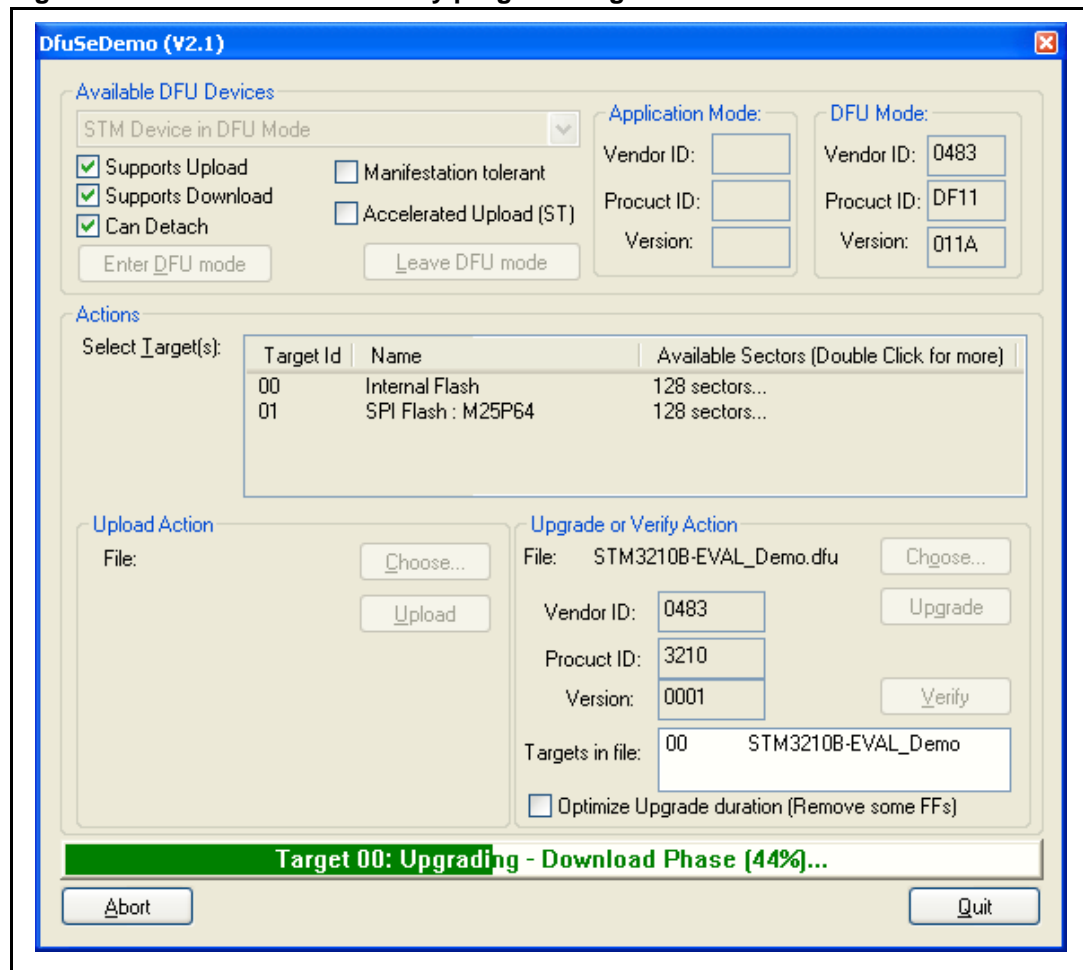 DfuSeDemo (V2.1)
Available DFU Devices
STM Device in DFU Mode
Supports Upload
Supports Download
Can Detach
Manifestation tolerant
Accelerated Upload (ST)
Enter DFU mode
Leave DFU mode
Application Mode:
Vendor ID:
Procuct ID:
Version:
DFU Mode:
Vendor ID: 0483
Procuct ID: DF11
Version: 011A
Actions
Select Target(s):
Target Id Name Available Sectors (Double Click for more)
00 Internal Flash 128 sectors...
01 SPI Flash : M25P64 128 sectors...
Upload Action
File:
Choose...
Upload
Upgrade or Verify Action
File: STM3210B-EVAL_Demo.dfu
Choose...
Vendor ID: 0483
Upgrade
Procuct ID: 3210
Version: 0001
Verify
Targets in file: 00 STM3210B-EVAL_Demo
Optimize Upgrade duration (Remove some FFs)
Target 00: Upgrading - Download Phase (44%)...
Abort
Quit